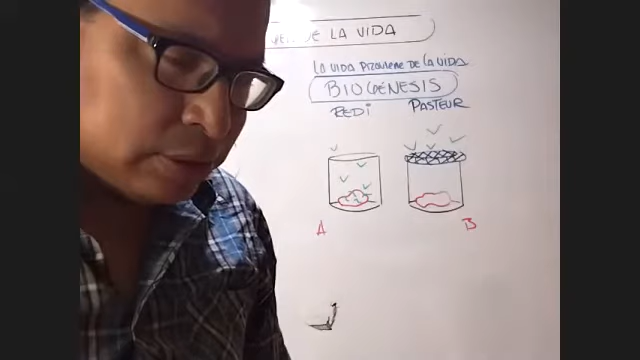 DE LA VIDA
LA VIDA PROVIENE DE LA VIDA
BIOGÉNESIS
REDI PASTEUR
A B